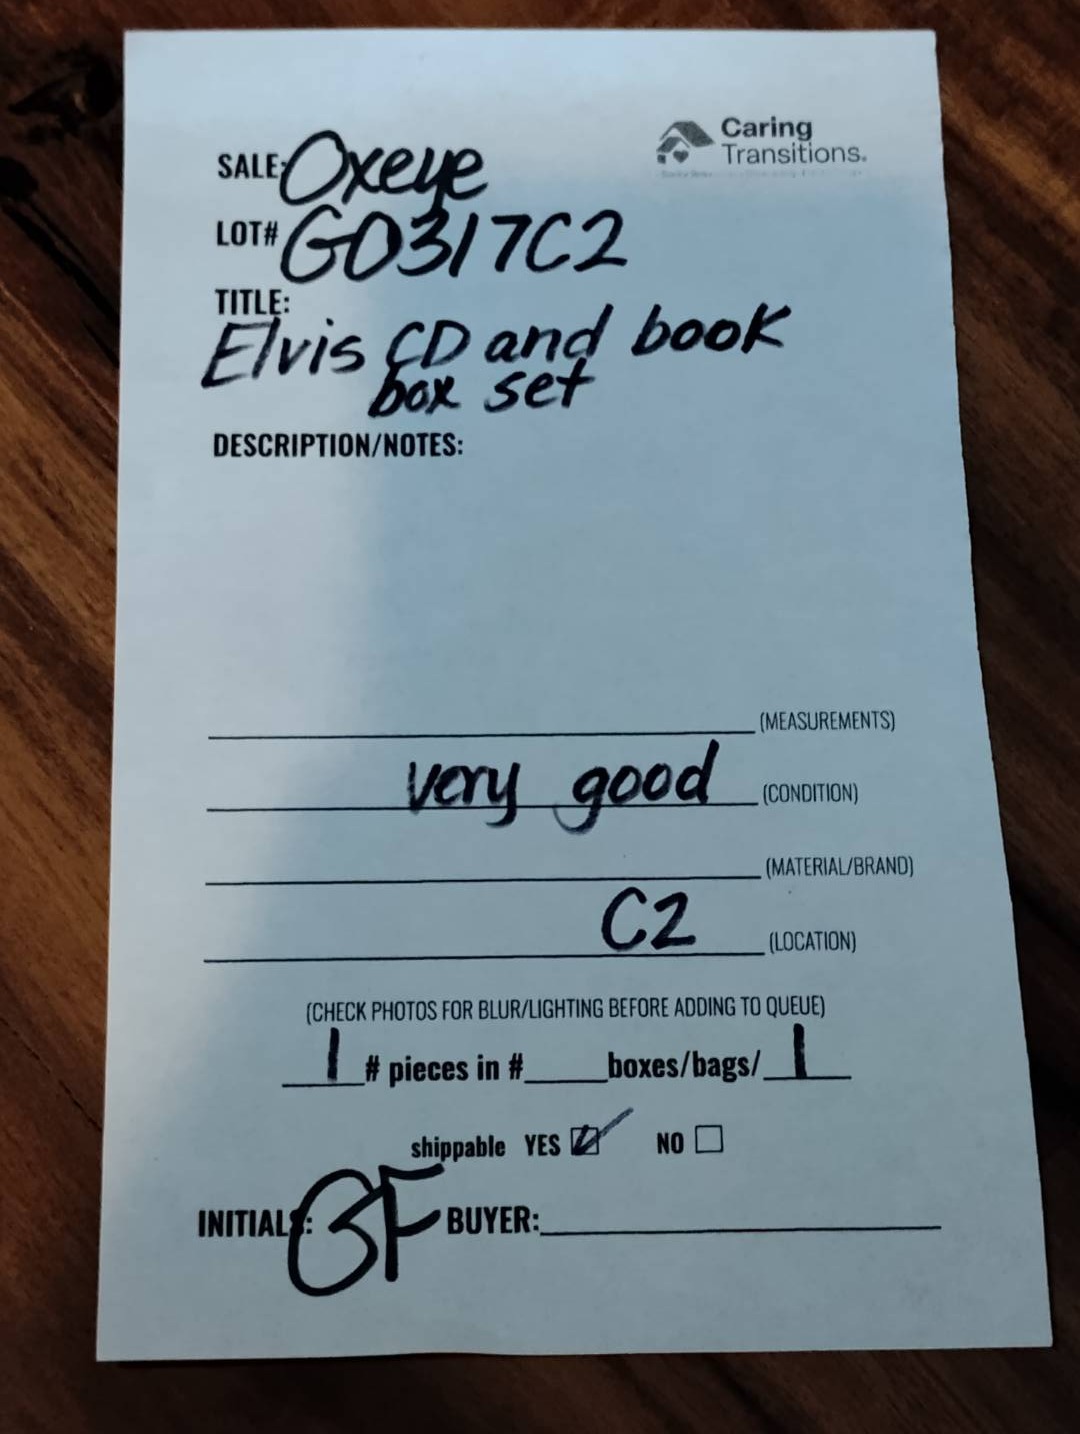 Caring
Transitions.
SALE: Oxeye
LOT# G0317C2
TITLE:
Elvis CD and book
box set
DESCRIPTION/NOTES:
(MEASUREMENTS)
very good (CONDITION)
(MATERIAL/BRAND)
C2 (LOCATION)
(CHECK PHOTOS FOR BLUR/LIGHTING BEFORE ADDING TO QUEUE)
1 # pieces in # boxes/bags/ 1
shippable YES NO
INITIALS: GF BUYER: